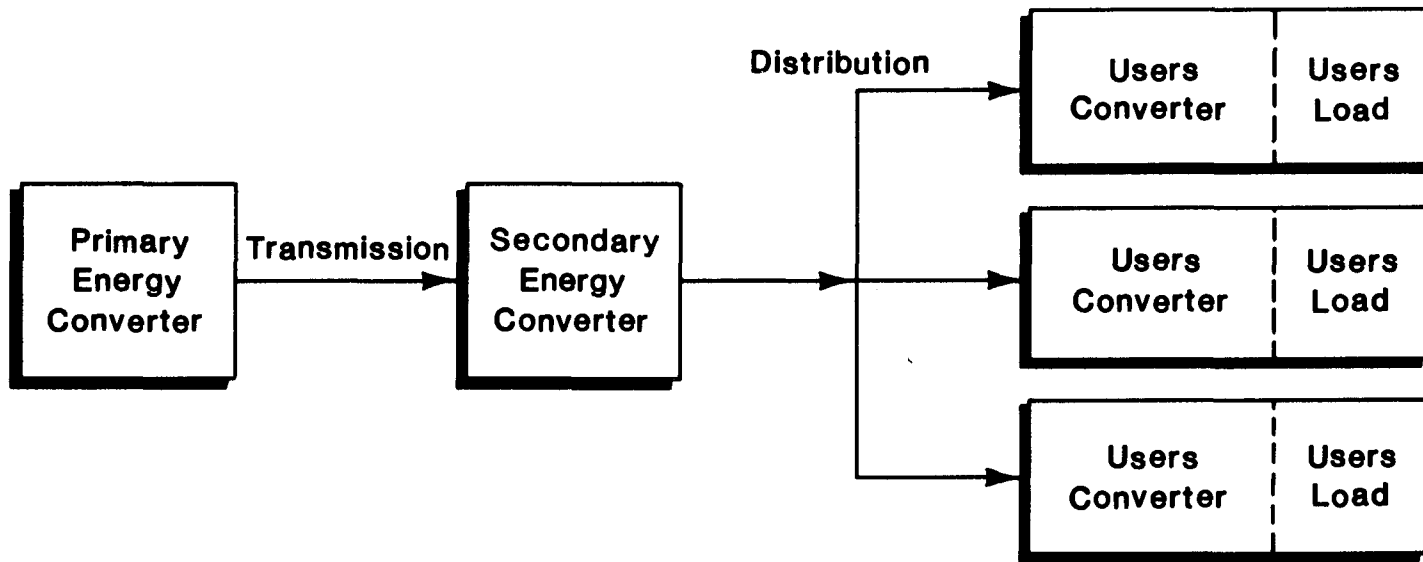 Distribution
Users
Converter
Users
Load
Primary
Energy
Converter
Transmission
Secondary
Energy
Converter
Users
Converter
Users
Load
Users
Converter
Users
Load